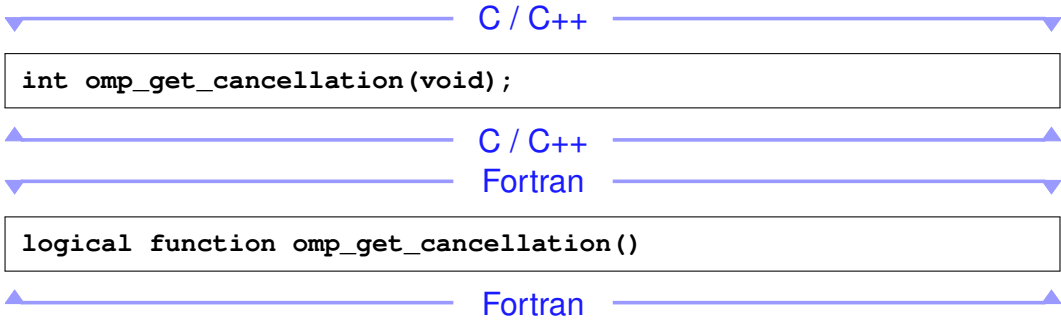 C / C++
int omp_get_cancellation(void);
C / C++
Fortran
logical function omp_get_cancellation()
Fortran